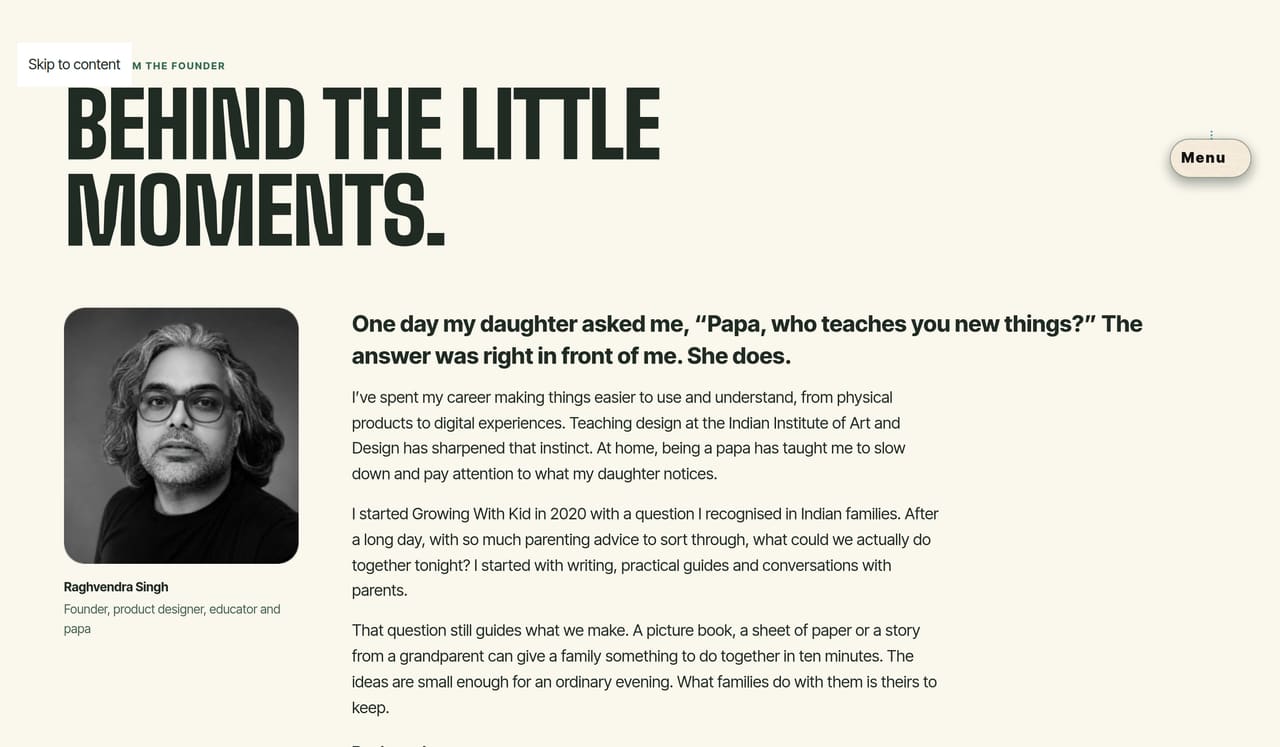 Skip to content
M THE FOUNDER
BEHIND THE LITTLE
MOMENTS.
Menu
One day my daughter asked me, “Papa, who teaches you new things?” The
answer was right in front of me. She does.
I’ve spent my career making things easier to use and understand, from physical
products to digital experiences. Teaching design at the Indian Institute of Art and
Design has sharpened that instinct. At home, being a papa has taught me to slow
down and pay attention to what my daughter notices.
I started Growing With Kid in 2020 with a question I recognised in Indian families. After
a long day, with so much parenting advice to sort through, what could we actually do
together tonight? I started with writing, practical guides and conversations with
parents.
That question still guides what we make. A picture book, a sheet of paper or a story
from a grandparent can give a family something to do together in ten minutes. The
ideas are small enough for an ordinary evening. What families do with them is theirs to
keep.
Raghvendra Singh
Founder, product designer, educator and
papa